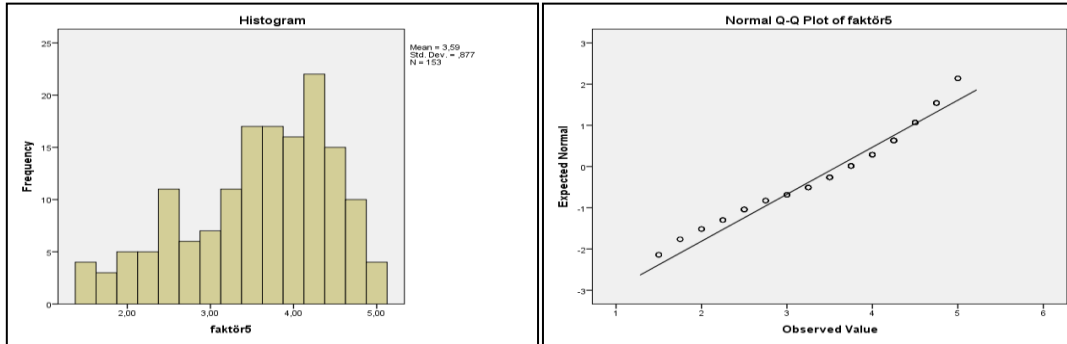 Histogram
Mean = 3,59
Std. Dev. = ,877
N = 153
25
20
15
10
5
0
Frequency
2,00 3,00 4,00 5,00
faktör5
Normal Q-Q Plot of faktör5
3
2
1
0
-1
-2
-3
Expected Normal
1 2 3 4 5 6
Observed Value